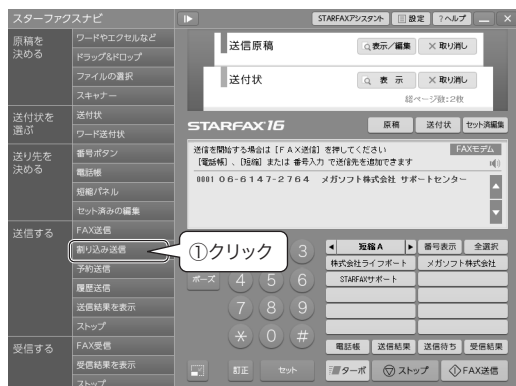 スターファクスナビ
STARFAXアシスタント 設定 ?ヘルプ
原稿を決める
ワードやエクセルなど
ドラッグ&ドロップ
ファイルの選択
スキャナー
送付状を選ぶ
送付状
ワード送付状
送り先を決める
番号ボタン
電話帳
短縮パネル
セット済みの編集
送信する
FAX送信
割り込み送信
予約送信
履歴送信
送信結果を表示
ストップ
受信する
FAX受信
受信結果を表示
ストップ
送信原稿 表示/編集 取り消し
送付状 表 示 取り消し
総ページ数:2枚
STARFAX'16 原稿 送付状 セット済編集
送信を開始する場合は [ＦＡＸ送信] を押してください FAXモデム
[電話帳]、[短縮] または 番号入力 で送信先を追加できます
0001 06-6147-2764 メガソフト株式会社 サポートセンター
①クリック
3
ポーズ 4 5 6
7 8 9
* 0 #
訂正 セット
短縮 A 番号表示 全選択
株式会社ライフボート メガソフト株式会社
STARFAXサポート
電話帳 送信結果 送信待ち 受信結果
ターボ ストップ FAX送信